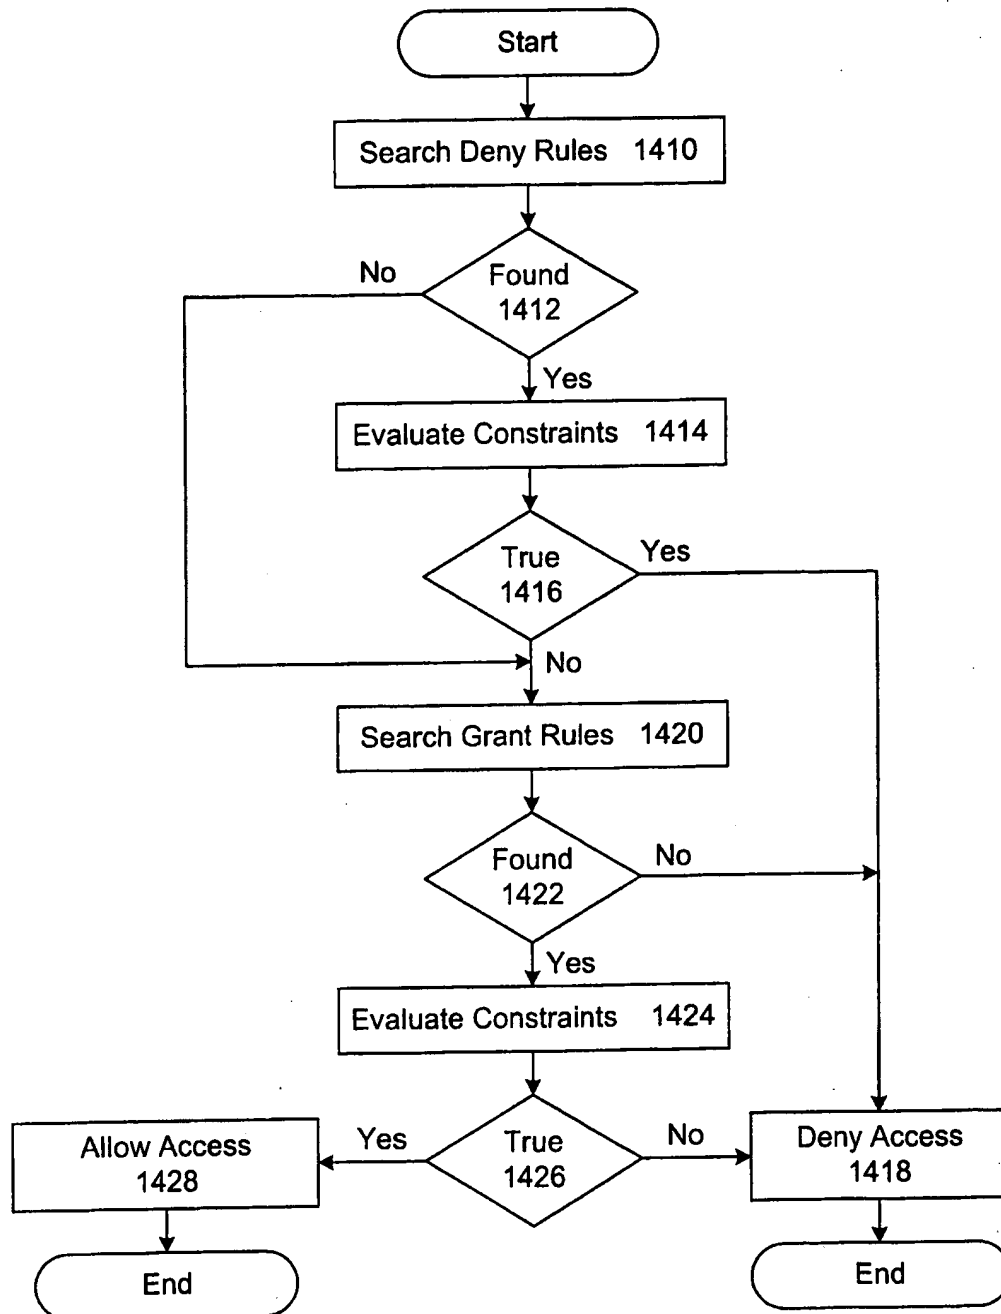 Start
Search Deny Rules 1410
No
Found
1412
Yes
Evaluate Constraints 1414
True
1416
Yes
No
Search Grant Rules 1420
Found
1422
No
Yes
Evaluate Constraints 1424
Allow Access
1428
Yes
True
1426
No
Deny Access
1418
End
End